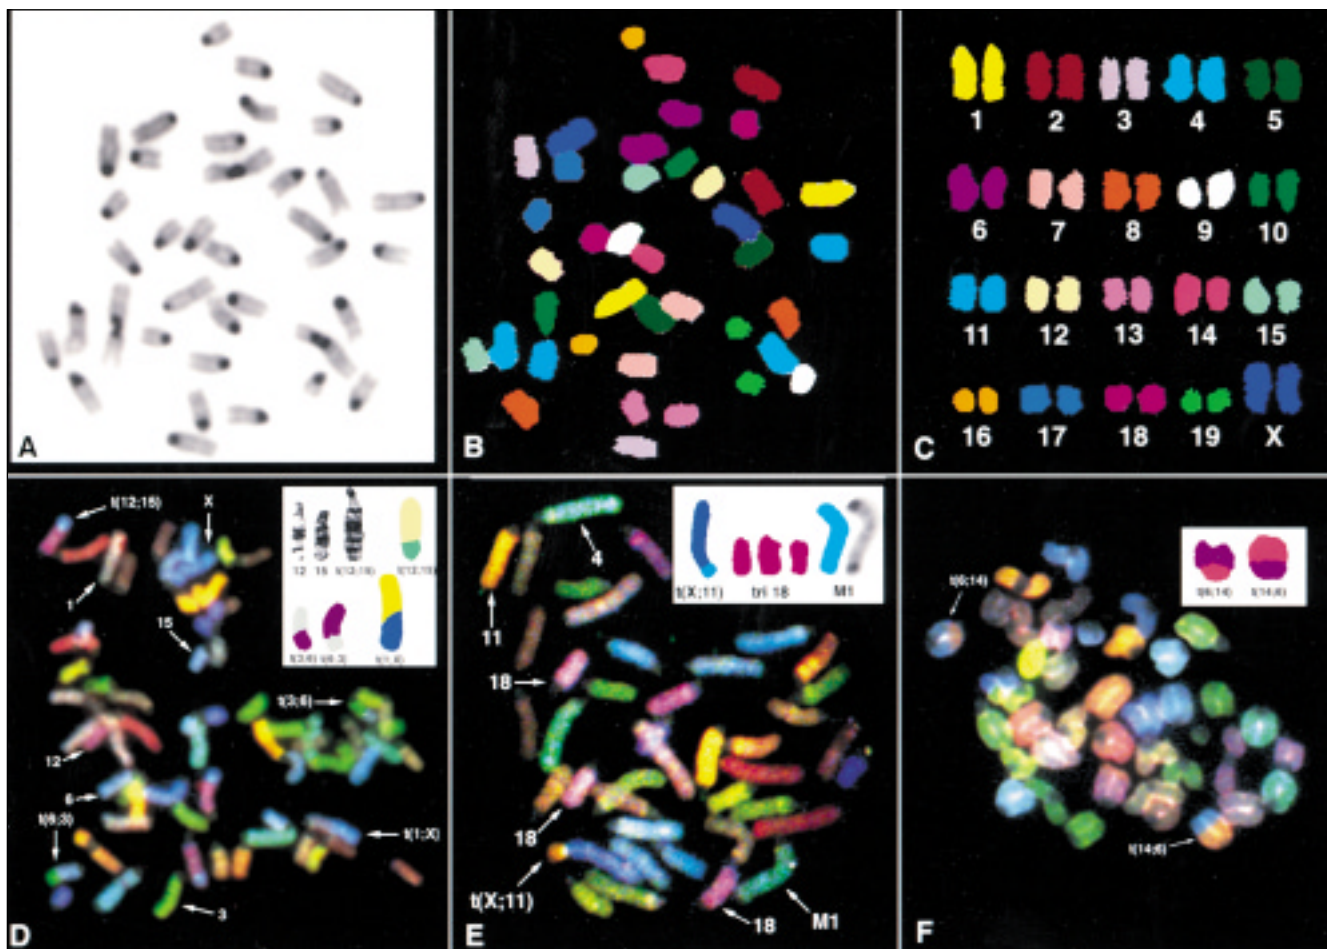 A
B
1 2 3 4 5
6 7 8 9 10
11 12 13 14 15
16 17 18 19 X
C
t(12;15)
X
1
15
12
t(3;6)
6
t(6;3)
t(1;X)
3
12 15 t(12;15) t(12;15)
t(3;6) t(6;3)
D
4
11
18
18
t(X;11)
18
M1
t(X;11) tri 18 M1
E
t(6;14)
t(14;6)
t(6;14) t(14;6)
F